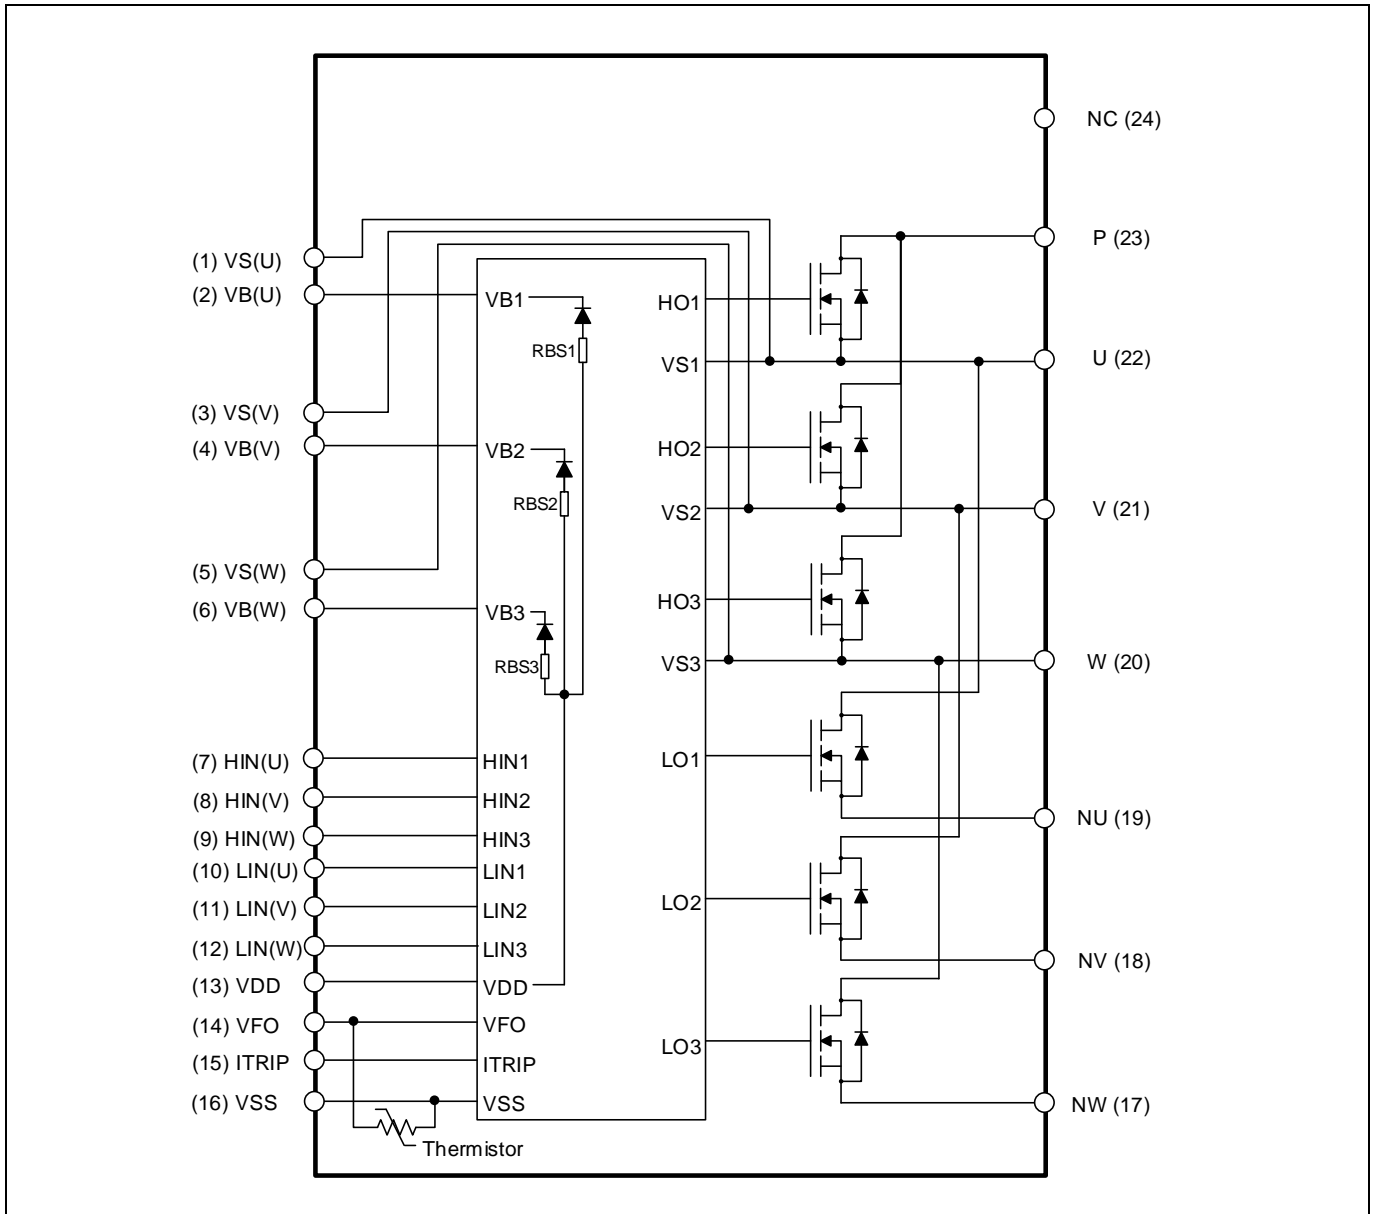 NC (24)
P (23)
(1) VS(U)
(2) VB(U)
VB1
HO1
RBS1
VS1
U (22)
(3) VS(V)
(4) VB(V)
VB2
HO2
RBS2
VS2
V (21)
(5) VS(W)
(6) VB(W)
VB3
HO3
RBS3
VS3
W (20)
(7) HIN(U)
HIN1
LO1
(8) HIN(V)
HIN2
NU (19)
(9) HIN(W)
HIN3
(10) LIN(U)
LIN1
(11) LIN(V)
LIN2
LO2
(12) LIN(W)
LIN3
NV (18)
(13) VDD
VDD
(14) VFO
VFO
LO3
(15) ITRIP
ITRIP
(16) VSS
VSS
NW (17)
Thermistor